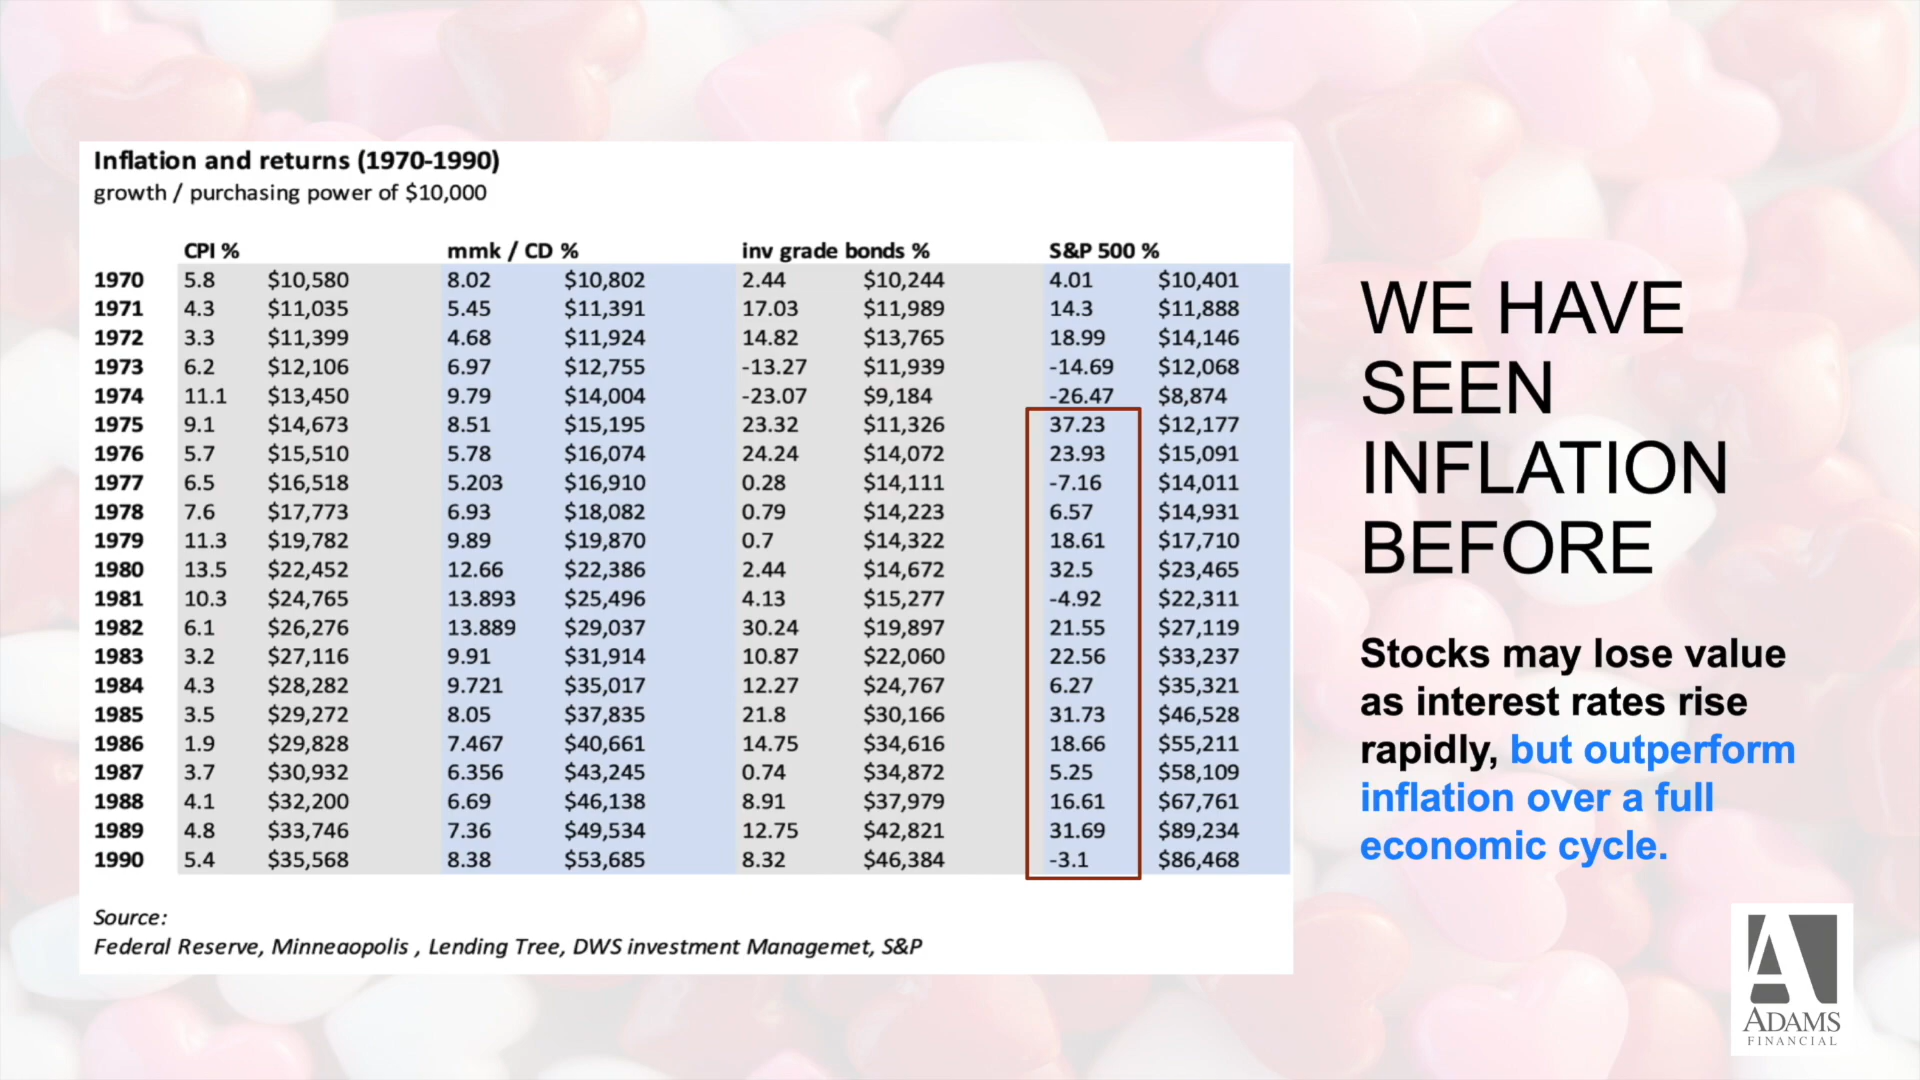 Inflation and returns (1970-1990)
growth / purchasing power of $10,000
CPI % mmk / CD % inv grade bonds % S&P 500 %
1970 5.8 $10,580 8.02 $10,802 2.44 $10,244 4.01 $10,401
1971 4.3 $11,035 5.45 $11,391 17.03 $11,989 14.3 $11,888
1972 3.3 $11,399 4.68 $11,924 14.82 $13,765 18.99 $14,146
1973 6.2 $12,106 6.97 $12,755 -13.27 $11,939 -14.69 $12,068
1974 11.1 $13,450 9.79 $14,004 -23.07 $9,184 -26.47 $8,874
1975 9.1 $14,673 8.51 $15,195 23.32 $11,326 37.23 $12,177
1976 5.7 $15,510 5.78 $16,074 24.24 $14,072 23.93 $15,091
1977 6.5 $16,518 5.203 $16,910 0.28 $14,111 -7.16 $14,011
1978 7.6 $17,773 6.93 $18,082 0.79 $14,223 6.57 $14,931
1979 11.3 $19,782 9.89 $19,870 0.7 $14,322 18.61 $17,710
1980 13.5 $22,452 12.66 $22,386 2.44 $14,672 32.5 $23,465
1981 10.3 $24,765 13.893 $25,496 4.13 $15,277 -4.92 $22,311
1982 6.1 $26,276 13.889 $29,037 30.24 $19,897 21.55 $27,119
1983 3.2 $27,116 9.91 $31,914 10.87 $22,060 22.56 $33,237
1984 4.3 $28,282 9.721 $35,017 12.27 $24,767 6.27 $35,321
1985 3.5 $29,272 8.05 $37,835 21.8 $30,166 31.73 $46,528
1986 1.9 $29,828 7.467 $40,661 14.75 $34,616 18.66 $55,211
1987 3.7 $30,932 6.356 $43,245 0.74 $34,872 5.25 $58,109
1988 4.1 $32,200 6.69 $46,138 8.91 $37,979 16.61 $67,761
1989 4.8 $33,746 7.36 $49,534 12.75 $42,821 31.69 $89,234
1990 5.4 $35,568 8.38 $53,685 8.32 $46,384 -3.1 $86,468
Source:
Federal Reserve, Minneaopolis , Lending Tree, DWS investment Managemet, S&P
WE HAVE
SEEN
INFLATION
BEFORE
Stocks may lose value
as interest rates rise
rapidly, but outperform
inflation over a full
economic cycle.
A
ADAMS
FINANCIAL